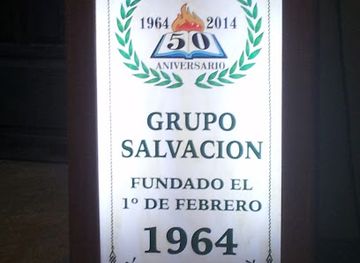 1964 2014
50
ANIVERSARIO
GRUPO
SALVACION
FUNDADO EL
1º DE FEBRERO
1964